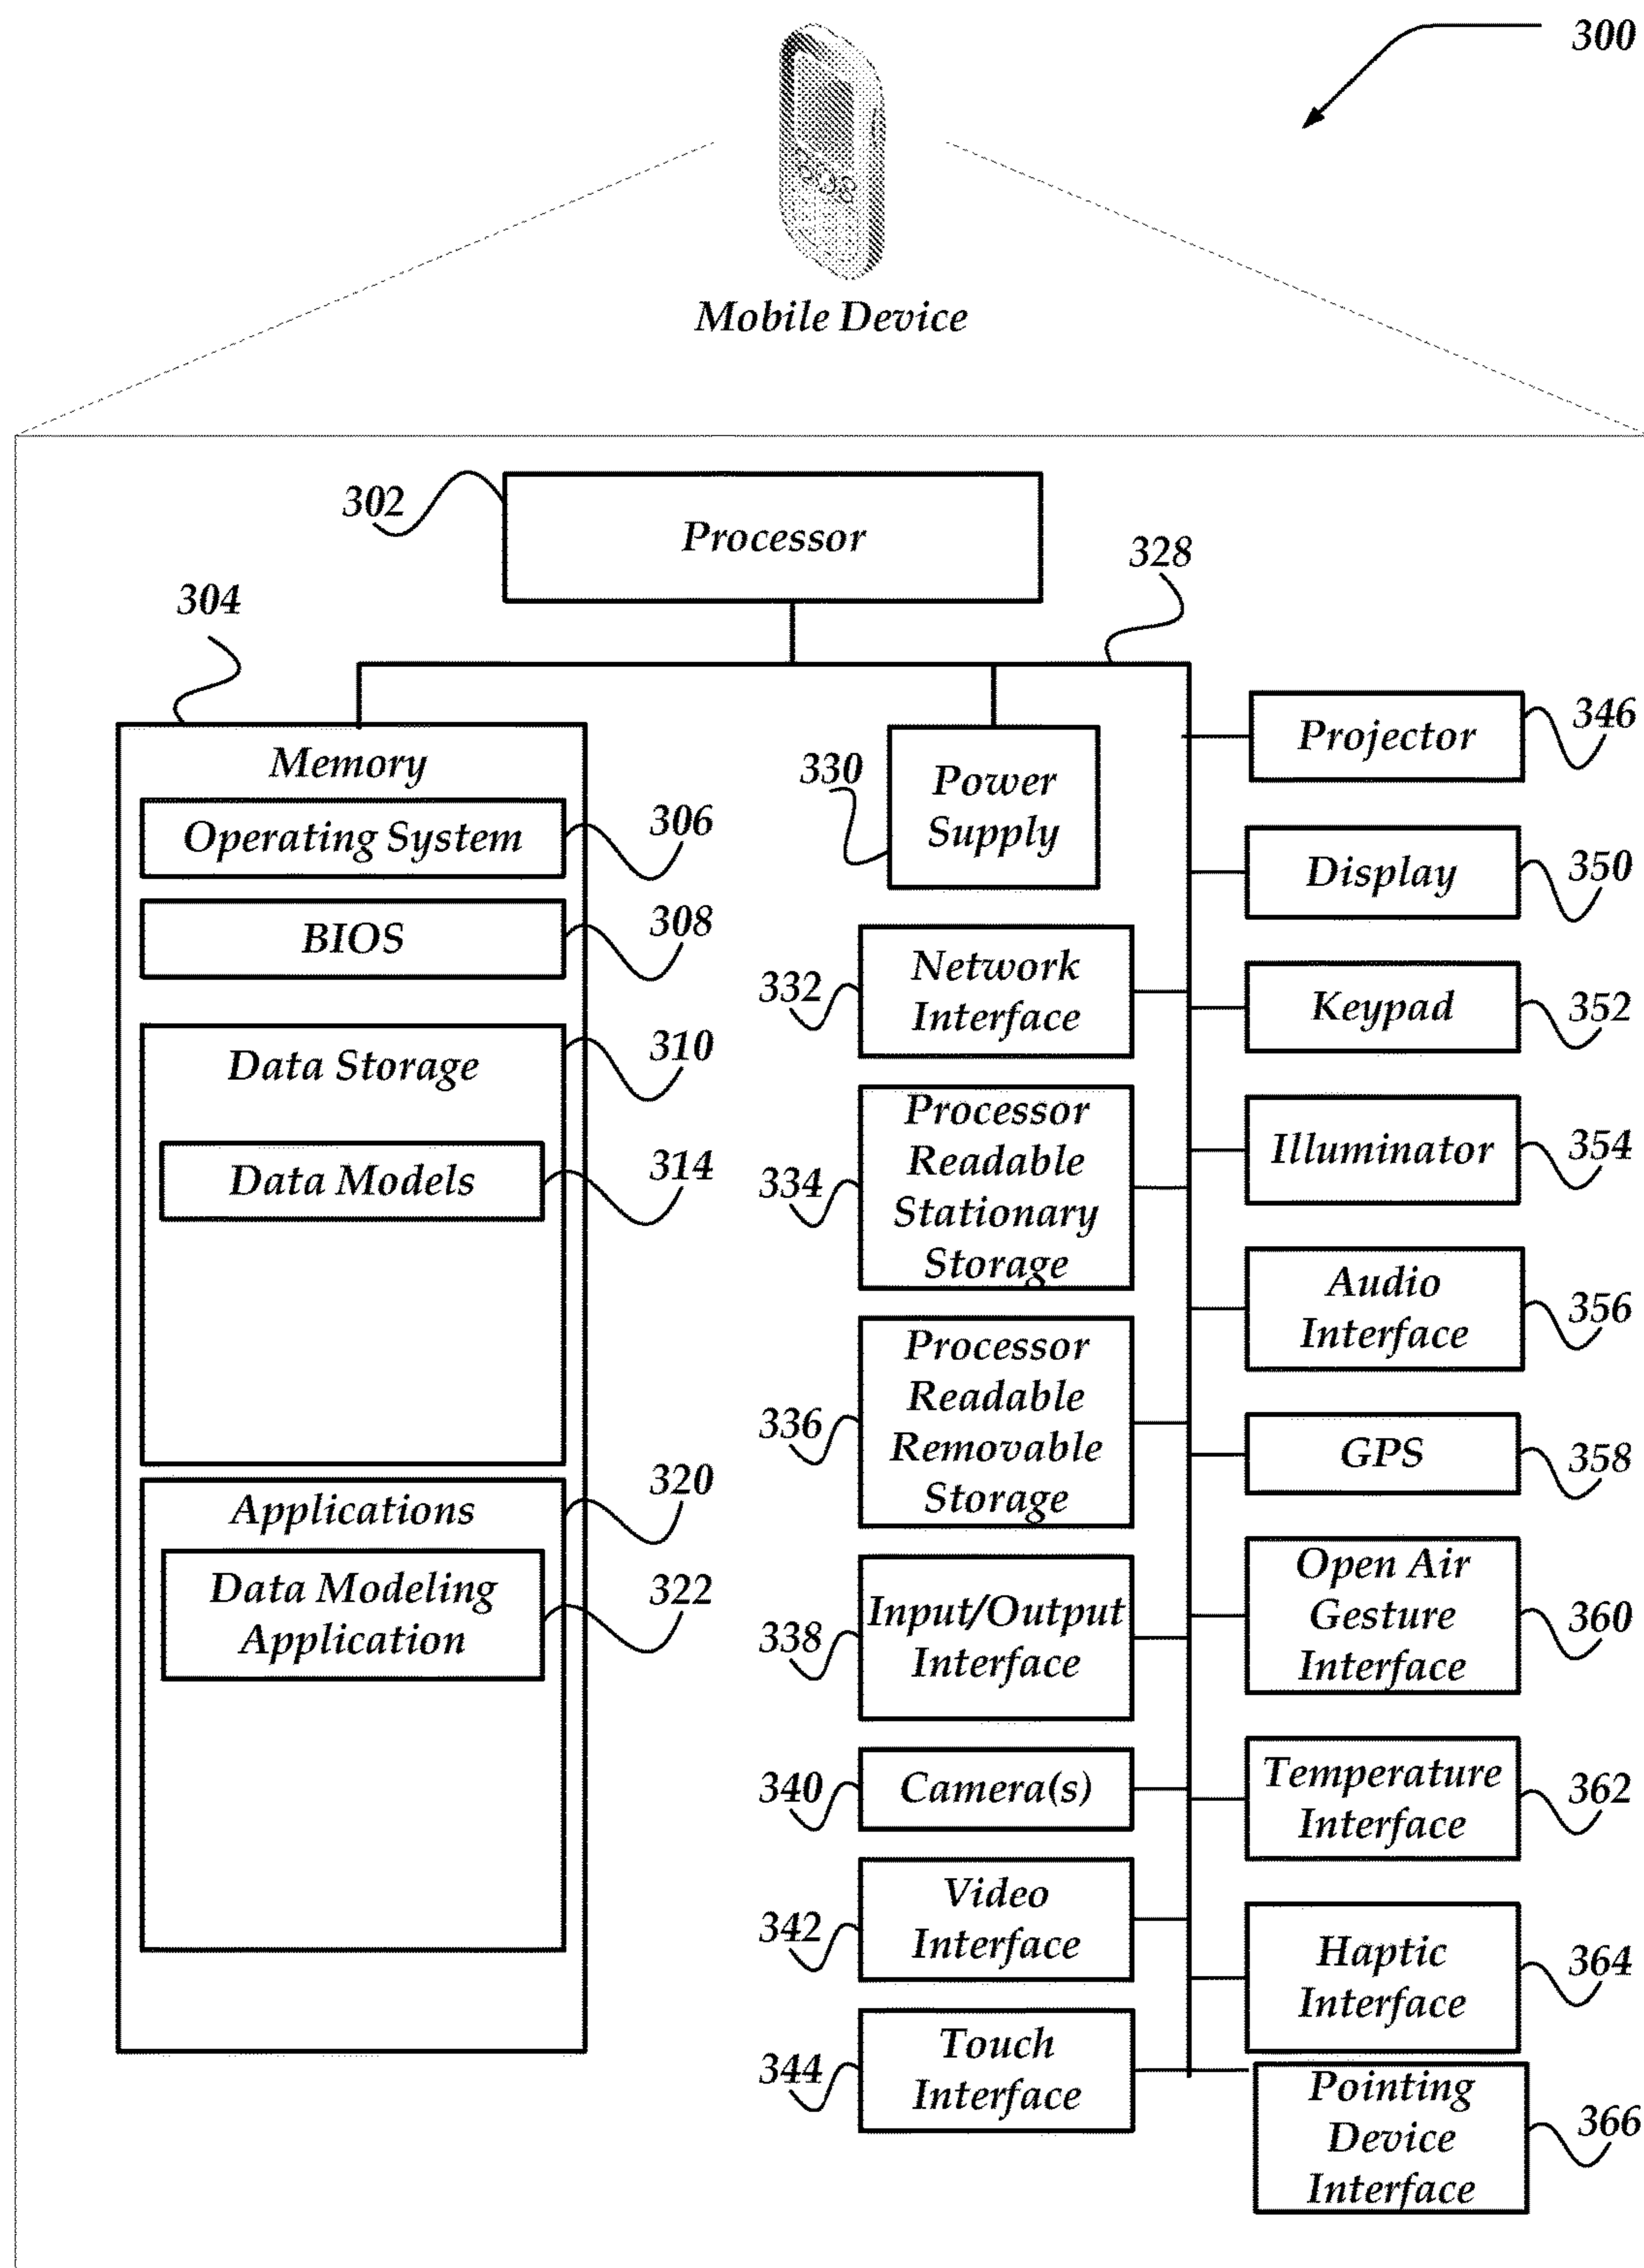 300
Mobile Device
302
Processor
328
304
Memory
Operating System
306
BIOS
308
Data Storage
310
Data Models
314
Applications
320
Data Modeling
Application
322
330
Power
Supply
332
Network
Interface
334
Processor
Readable
Stationary
Storage
336
Processor
Readable
Removable
Storage
338
Input/Output
Interface
340
Camera(s)
342
Video
Interface
344
Touch
Interface
Projector
346
Display
350
Keypad
352
Illuminator
354
Audio
Interface
356
GPS
358
Open Air
Gesture
Interface
360
Temperature
Interface
362
Haptic
Interface
364
Pointing
Device
Interface
366